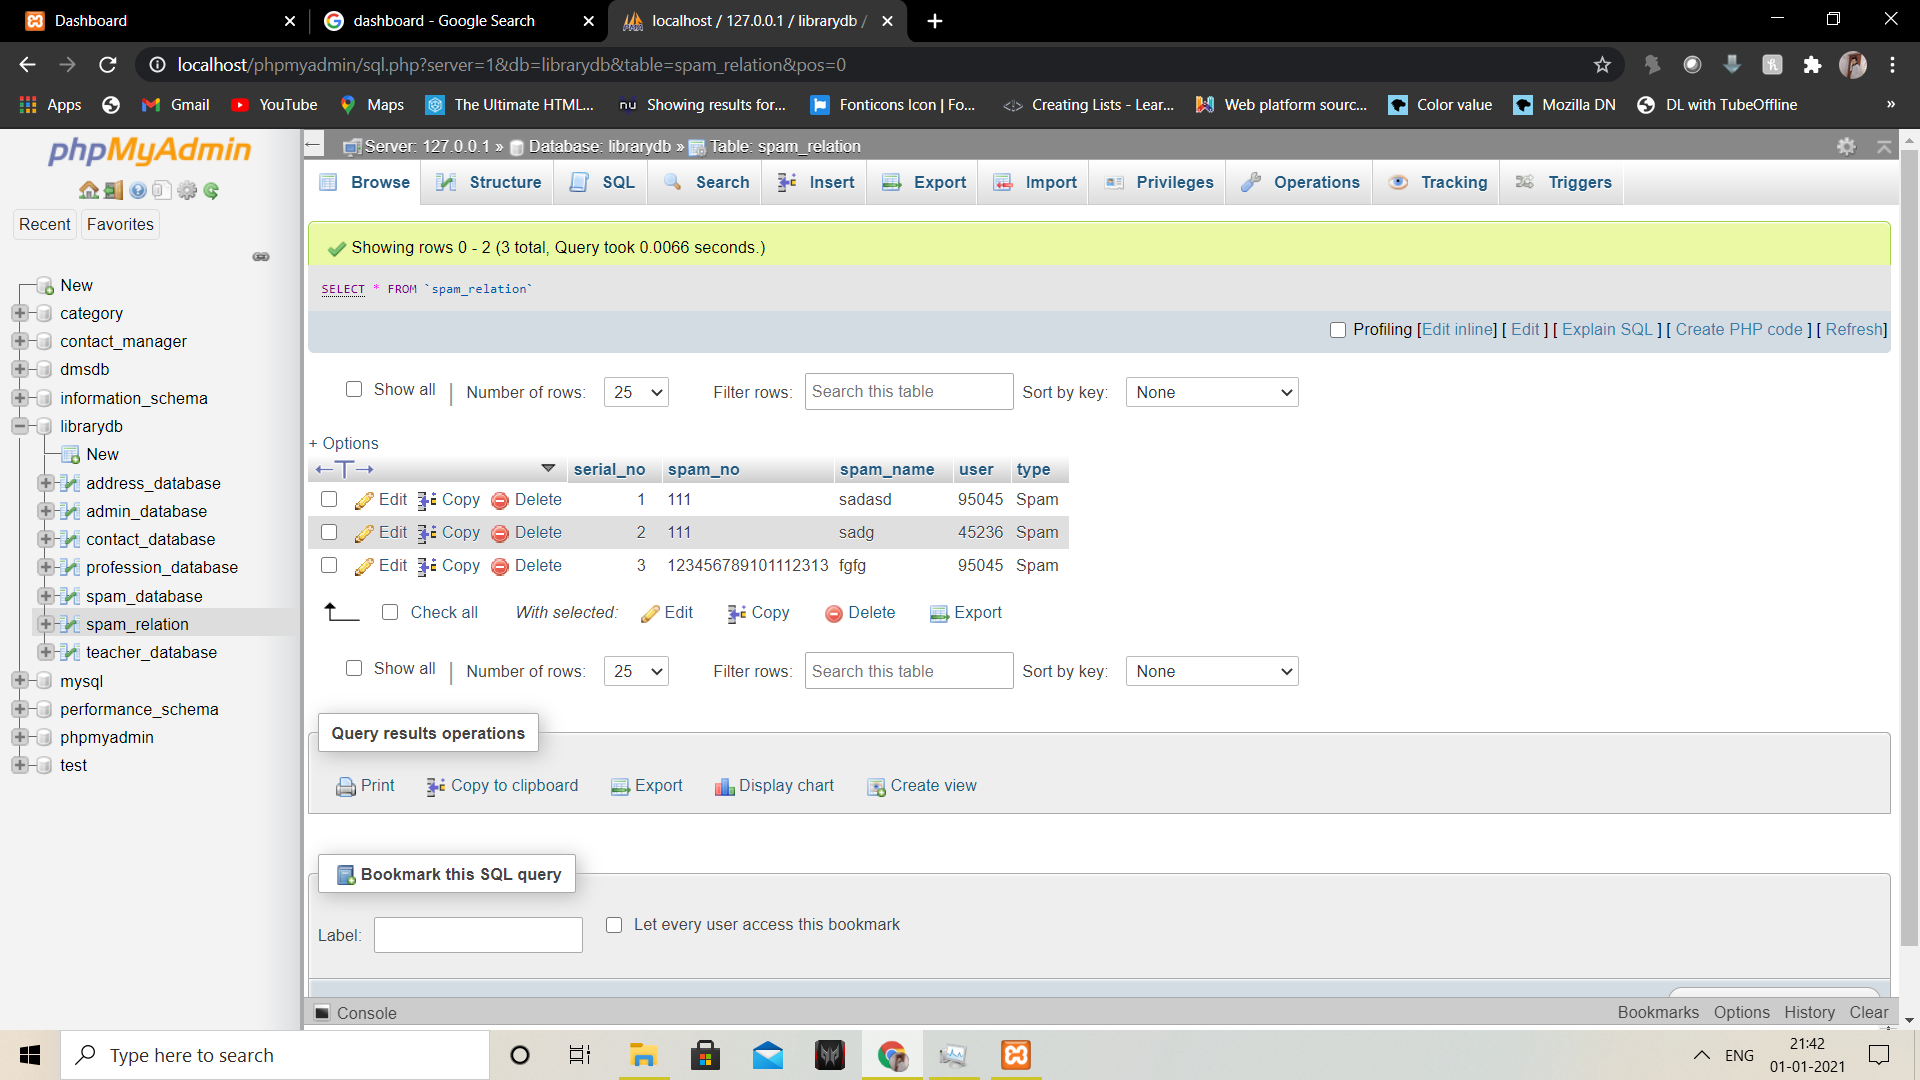 Dashboard
dashboard - Google Search
localhost / 127.0.0.1 / librarydb /
localhost/phpmyadmin/sql.php?server=1&db=librarydb&table=spam_relation&pos=0
Apps Gmail YouTube Maps The Ultimate HTML... nu Showing results for... Fonticons Icon | Fo... Creating Lists - Lear... Web platform sourc... Color value Mozilla DN DL with TubeOffline »
phpMyAdmin
Recent Favorites
New
category
contact_manager
dmsdb
information_schema
librarydb
New
address_database
admin_database
contact_database
profession_database
spam_database
spam_relation
teacher_database
mysql
performance_schema
phpmyadmin
test
Server: 127.0.0.1 » Database: librarydb » Table: spam_relation
Browse Structure SQL Search Insert Export Import Privileges Operations Tracking Triggers
Showing rows 0 - 2 (3 total, Query took 0.0066 seconds.)
SELECT * FROM `spam_relation`
Profiling [Edit inline] [ Edit ] [ Explain SQL ] [ Create PHP code ] [ Refresh]
Show all | Number of rows: 25 Filter rows: Search this table Sort by key: None
+ Options
←T→ serial_no spam_no spam_name user type
Edit Copy Delete 1 111 sadasd 95045 Spam
Edit Copy Delete 2 111 sadg 45236 Spam
Edit Copy Delete 3 123456789101112313 fgfg 95045 Spam
Check all With selected: Edit Copy Delete Export
Show all | Number of rows: 25 Filter rows: Search this table Sort by key: None
Query results operations
Print Copy to clipboard Export Display chart Create view
Bookmark this SQL query
Label: Let every user access this bookmark
Console Bookmarks Options History Clear
Type here to search
ENG
21:42
01-01-2021